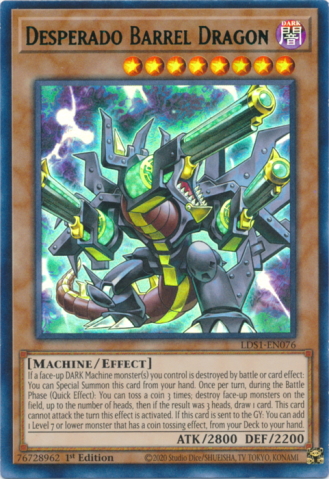 DESPERADO BARREL DRAGON
DARK
闇
LDS1-EN076
[MACHINE/EFFECT]
If a face-up DARK Machine monster(s) you control is destroyed by battle or card effect:
You can Special Summon this card from your hand. Once per turn, during the Battle
Phase (Quick Effect): You can toss a coin 3 times; destroy face-up monsters on the
field, up to the number of heads, then if the result was 3 heads, draw 1 card. This card
cannot attack the turn this effect is activated. If this card is sent to the GY: You can add
1 Level 7 or lower monster that has a coin tossing effect, from your Deck to your hand.
ATK/2800 DEF/2200
76728962 1st Edition ©2020 Studio Dice/SHUEISHA, TV TOKYO, KONAMI